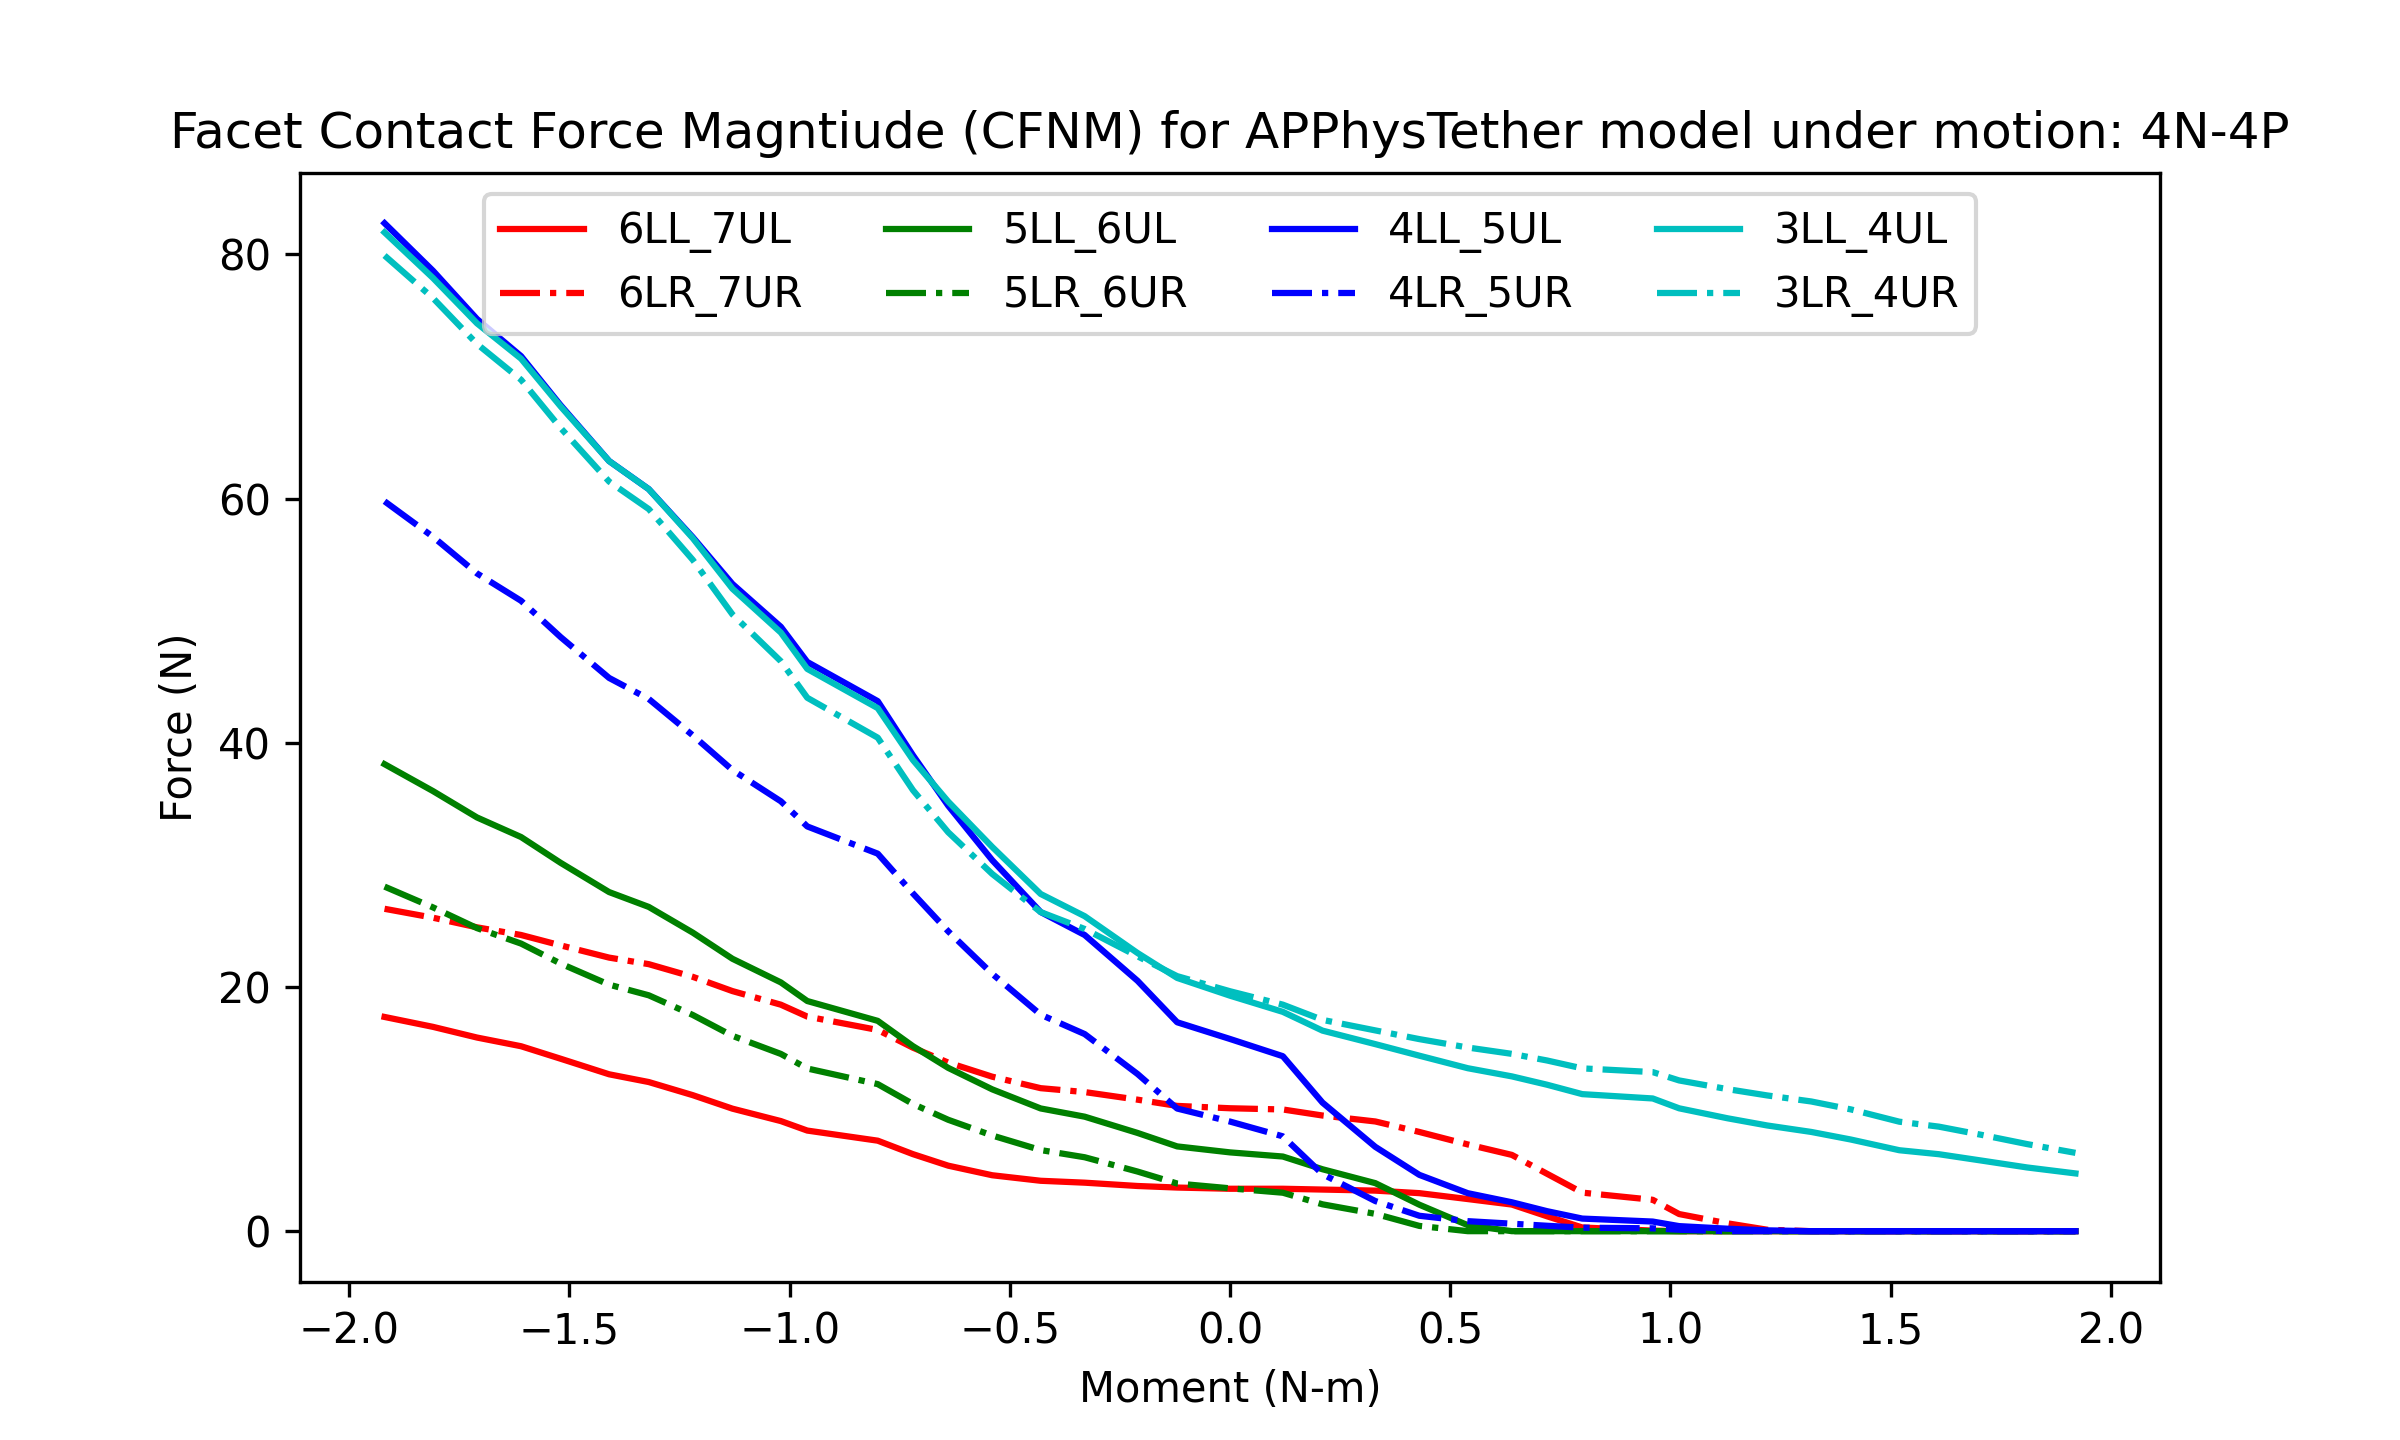 Facet Contact Force Magntiude (CFNM) for APPhysTether model under motion: 4N-4P
6LL_7UL 5LL_6UL 4LL_5UL 3LL_4UL
6LR_7UR 5LR_6UR 4LR_5UR 3LR_4UR
80
60
40
20
0
Force (N)
−2.0 −1.5 −1.0 −0.5 0.0 0.5 1.0 1.5 2.0
Moment (N-m)